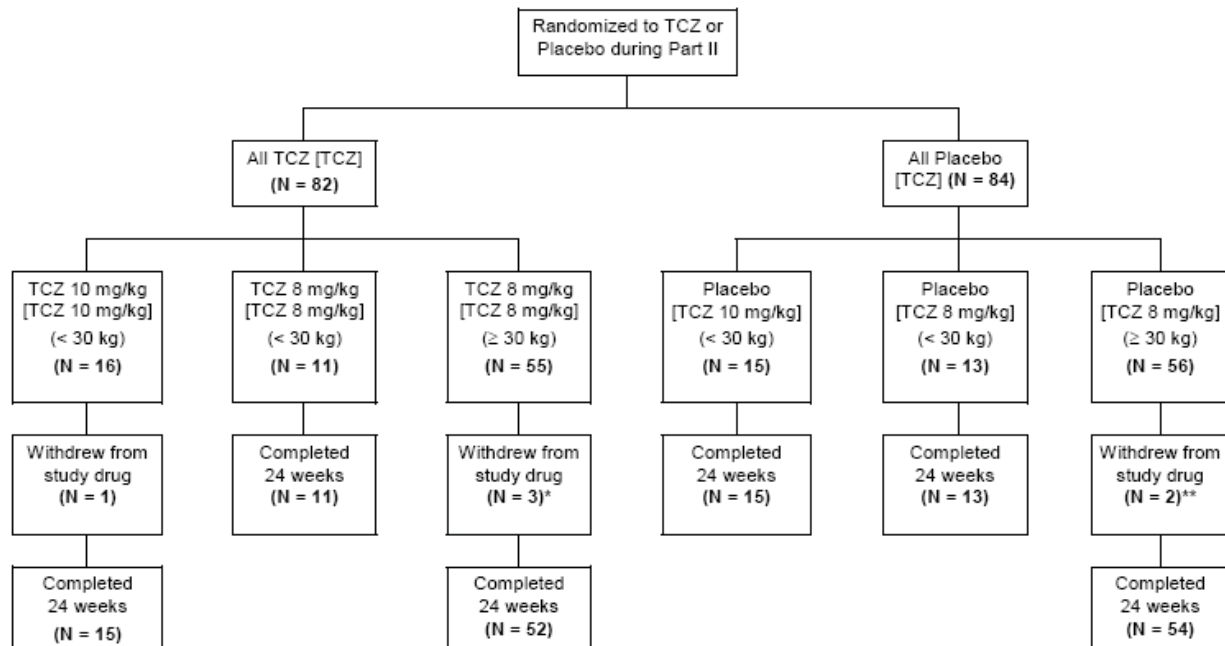 Randomized to TCZ or
Placebo during Part II
All TCZ [TCZ]
(N = 82)
All Placebo
[TCZ] (N = 84)
TCZ 10 mg/kg
[TCZ 10 mg/kg]
(< 30 kg)
(N = 16)
TCZ 8 mg/kg
[TCZ 8 mg/kg]
(< 30 kg)
(N = 11)
TCZ 8 mg/kg
[TCZ 8 mg/kg]
(≥ 30 kg)
(N = 55)
Placebo
[TCZ 10 mg/kg]
(< 30 kg)
(N = 15)
Placebo
[TCZ 8 mg/kg]
(< 30 kg)
(N = 13)
Placebo
[TCZ 8 mg/kg]
(≥ 30 kg)
(N = 56)
Withdrew from
study drug
(N = 1)
Completed
24 weeks
(N = 11)
Withdrew from
study drug
(N = 3)*
Completed
24 weeks
(N = 15)
Completed
24 weeks
(N = 13)
Withdrew from
study drug
(N = 2)**
Completed
24 weeks
(N = 15)
Completed
24 weeks
(N = 52)
Completed
24 weeks
(N = 54)